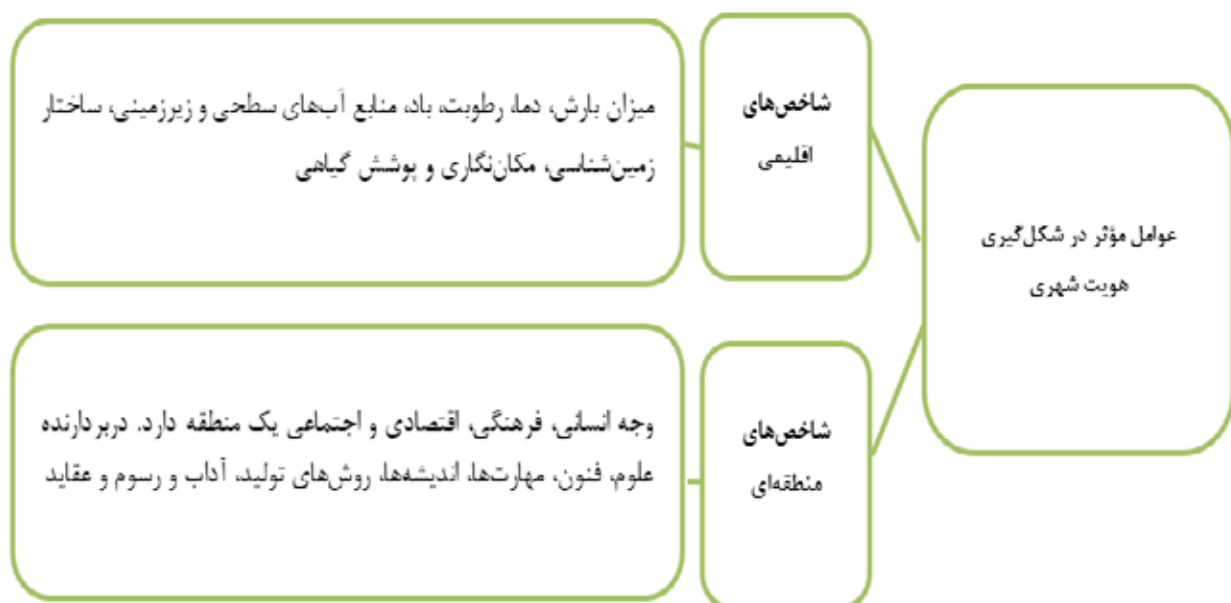 عوامل مؤثر در شکل‌گیری
هویت شهری
شاخص‌های
اقلیمی
میزان بارش، دما، رطوبت، باد، منابع آب‌های سطحی و زیرزمینی، ساختار
زمین‌شناسی، مکان‌نگاری و پوشش گیاهی
شاخص‌های
منطقه‌ای
وجه انسانی، فرهنگی، اقتصادی و اجتماعی یک منطقه دارد. دربردارنده
علوم، فنون، مهارت‌ها، اندیشه‌ها، روش‌های تولید، آداب و رسوم و عقاید